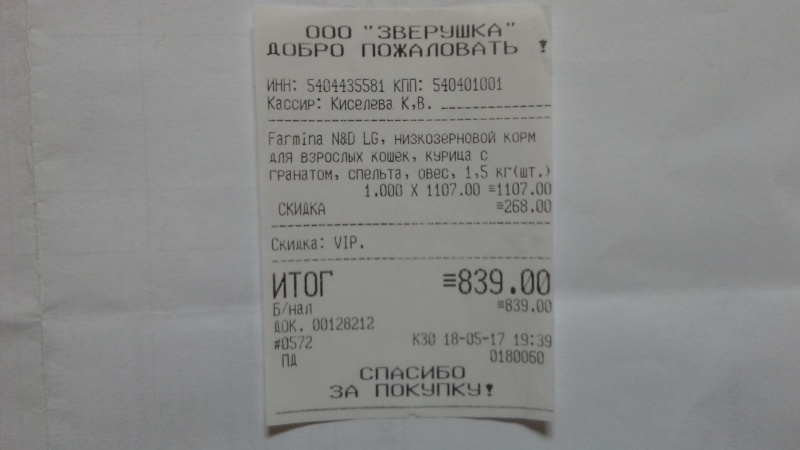 ООО "ЗВЕРУШКА"
ДОБРО ПОЖАЛОВАТЬ !
ИНН: 5404435581 КПП: 540401001
Кассир: Киселева К,В.
Farmina N&D LG, низкозерновой корм
для взрослых кошек, курица с
гранатом, спельта, овес, 1,5 кг(шт.)
1.000 X 1107.00 ≡1107.00
СКИДКА ≡268.00
Скидка: VIP.
ИТОГ ≡839.00
Б/нал ≡839.00
ДОК. 00128212
#0572 КЗ0 18-05-17 19:39
ПД 0180060
СПАСИБО
ЗА ПОКУПКУ!